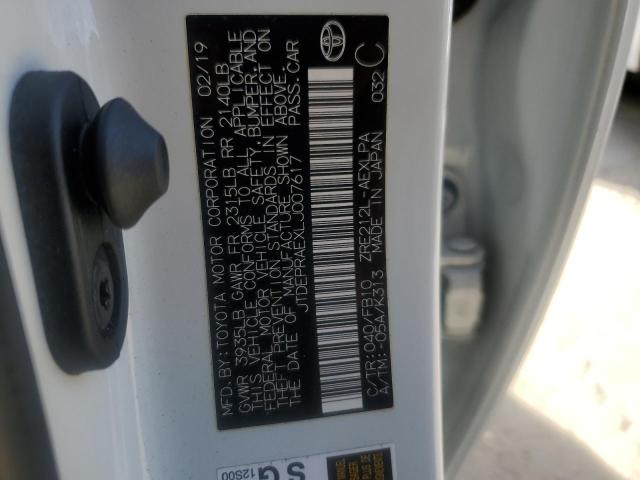 MFD.BY:TOYOTA MOTOR CORPORATION 02/19
GVWR 3935LB GAWR FR 2315LB RR 2140LB
THIS VEHICLE CONFORMS TO ALL APPLICABLE
FEDERAL MOTOR VEHICLE SAFETY, BUMPER, AND
THEFT PREVENTION STANDARDS IN EFFECT ON
THE DATE OF MANUFACTURE SHOWN ABOVE.
JTDEPRAEXLJ007617 PASS.CAR
C/TR:040/FB10 ZRE212L-AEXLPA 032
A/TM:-05A/K313 MADE IN JAPAN C
SG
12S00